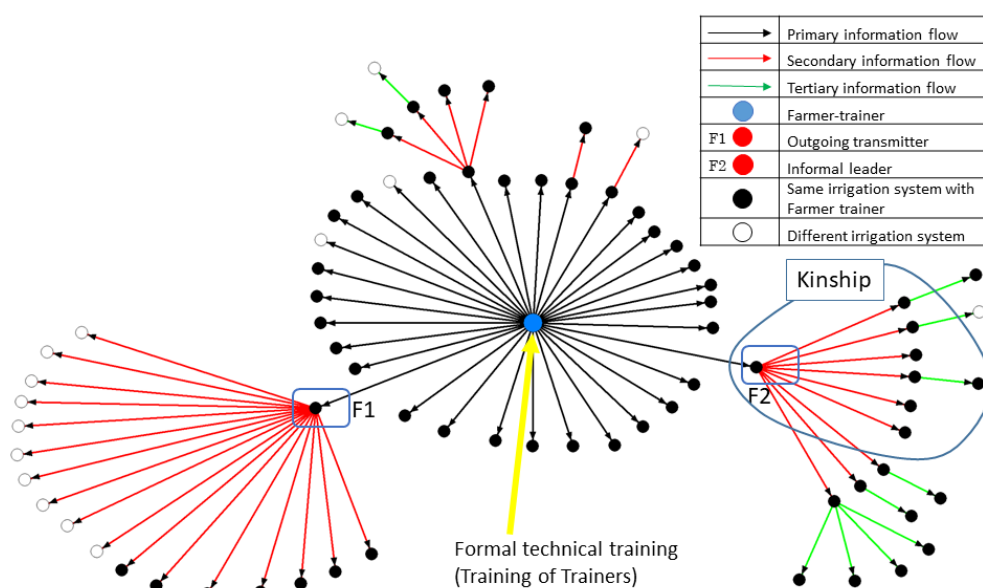 Primary information flow
Secondary information flow
Tertiary information flow
Farmer-trainer
F1 Outgoing transmitter
F2 Informal leader
Same irrigation system with
Farmer trainer
Different irrigation system
Kinship
F1
F2
Formal technical training
(Training of Trainers)